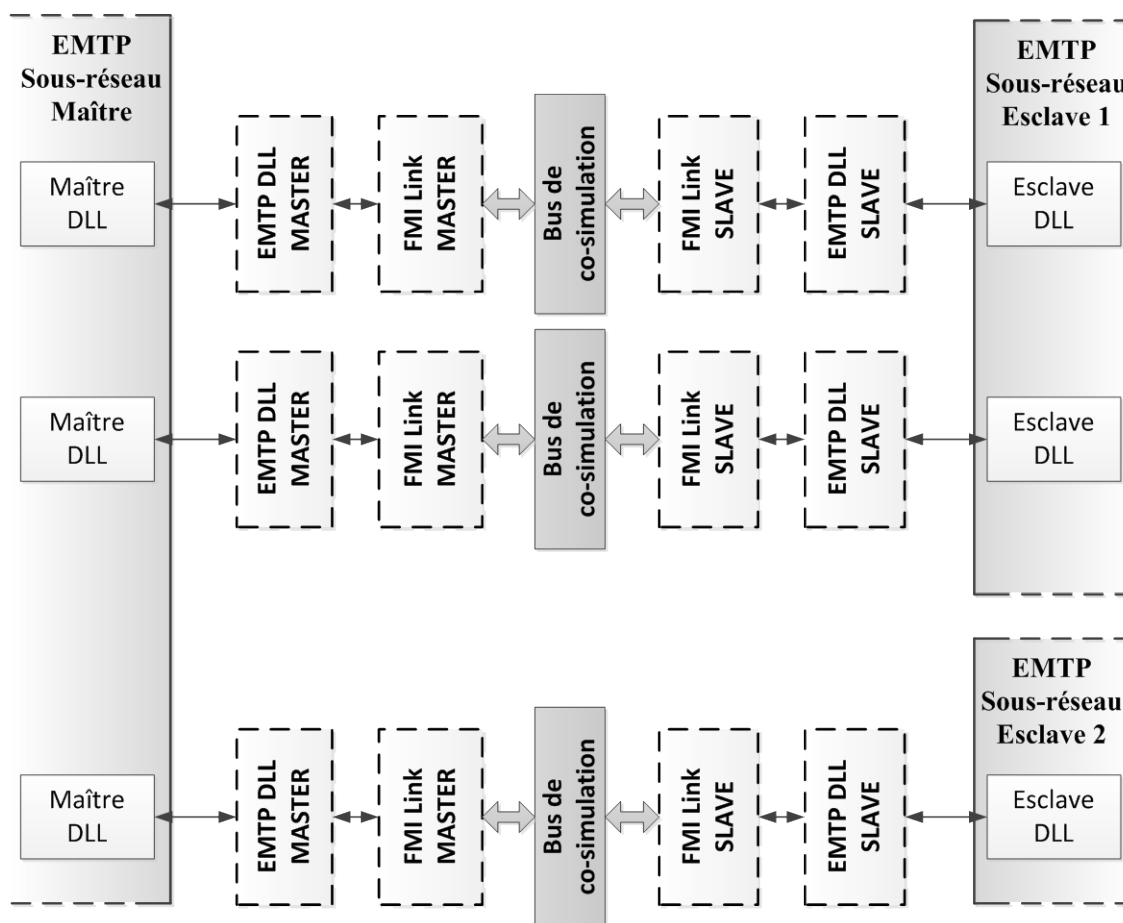 EMTP
Sous-réseau
Maître
EMTP
Sous-réseau
Esclave 1
Maître
DLL
EMTP DLL
MASTER
FMI Link
MASTER
Bus de
co-simulation
FMI Link
SLAVE
EMTP DLL
SLAVE
Esclave
DLL
Maître
DLL
EMTP DLL
MASTER
FMI Link
MASTER
Bus de
co-simulation
FMI Link
SLAVE
EMTP DLL
SLAVE
Esclave
DLL
EMTP
Sous-réseau
Esclave 2
Maître
DLL
EMTP DLL
MASTER
FMI Link
MASTER
Bus de
co-simulation
FMI Link
SLAVE
EMTP DLL
SLAVE
Esclave
DLL